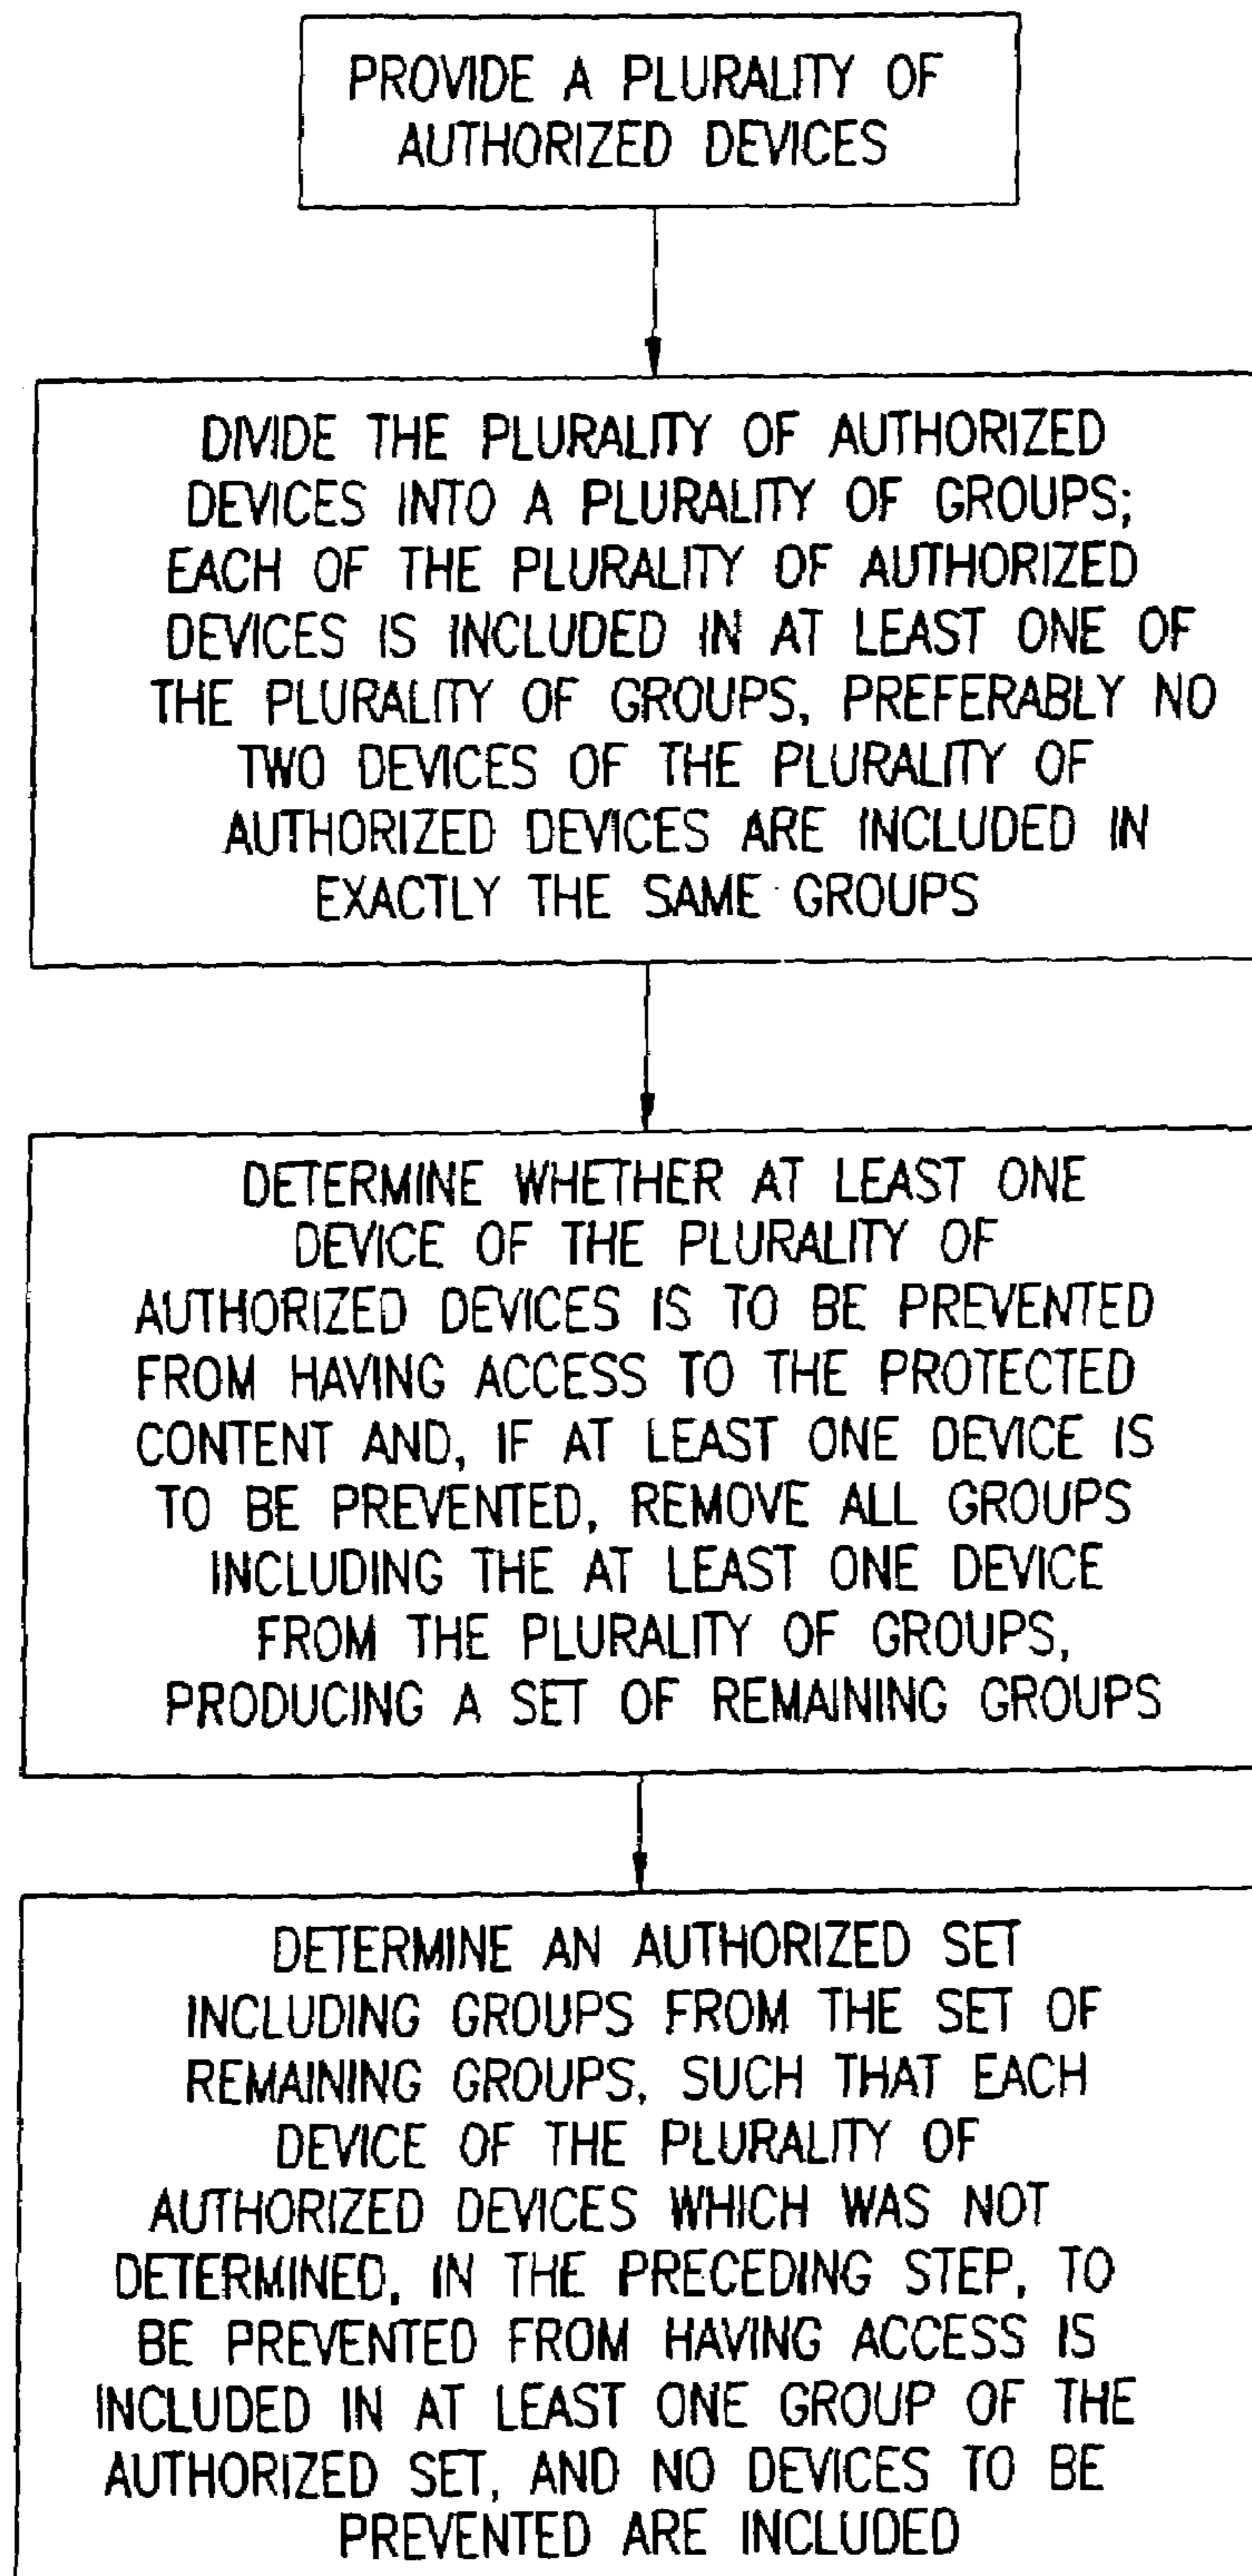 PROVIDE A PLURALITY OF
AUTHORIZED DEVICES
DIVIDE THE PLURALITY OF AUTHORIZED
DEVICES INTO A PLURALITY OF GROUPS;
EACH OF THE PLURALITY OF AUTHORIZED
DEVICES IS INCLUDED IN AT LEAST ONE OF
THE PLURALITY OF GROUPS, PREFERABLY NO
TWO DEVICES OF THE PLURALITY OF
AUTHORIZED DEVICES ARE INCLUDED IN
EXACTLY THE SAME GROUPS
DETERMINE WHETHER AT LEAST ONE
DEVICE OF THE PLURALITY OF
AUTHORIZED DEVICES IS TO BE PREVENTED
FROM HAVING ACCESS TO THE PROTECTED
CONTENT AND, IF AT LEAST ONE DEVICE IS
TO BE PREVENTED, REMOVE ALL GROUPS
INCLUDING THE AT LEAST ONE DEVICE
FROM THE PLURALITY OF GROUPS,
PRODUCING A SET OF REMAINING GROUPS
DETERMINE AN AUTHORIZED SET
INCLUDING GROUPS FROM THE SET OF
REMAINING GROUPS, SUCH THAT EACH
DEVICE OF THE PLURALITY OF
AUTHORIZED DEVICES WHICH WAS NOT
DETERMINED, IN THE PRECEDING STEP, TO
BE PREVENTED FROM HAVING ACCESS IS
INCLUDED IN AT LEAST ONE GROUP OF THE
AUTHORIZED SET, AND NO DEVICES TO BE
PREVENTED ARE INCLUDED